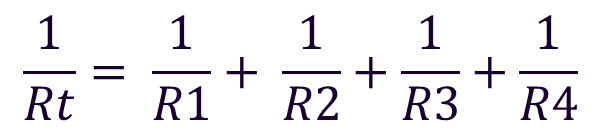 1/Rt = 1/R1 + 1/R2 + 1/R3 + 1/R4